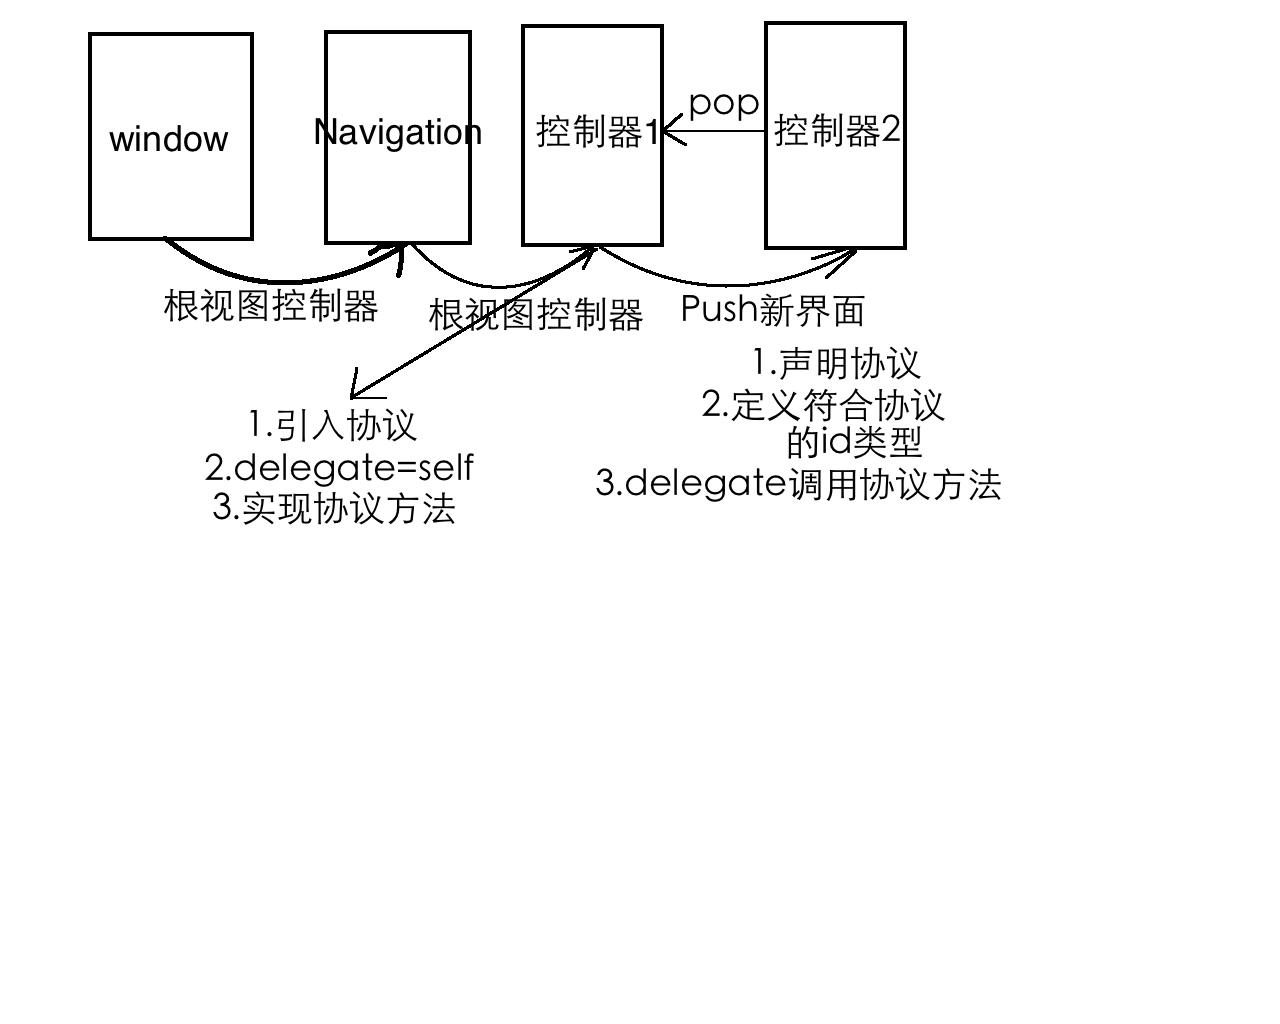 window
Navigation
控制器1
pop
控制器2
根视图控制器
根视图控制器
Push新界面
1.引入协议
2.delegate=self
3.实现协议方法
1.声明协议
2.定义符合协议
的id类型
3.delegate调用协议方法